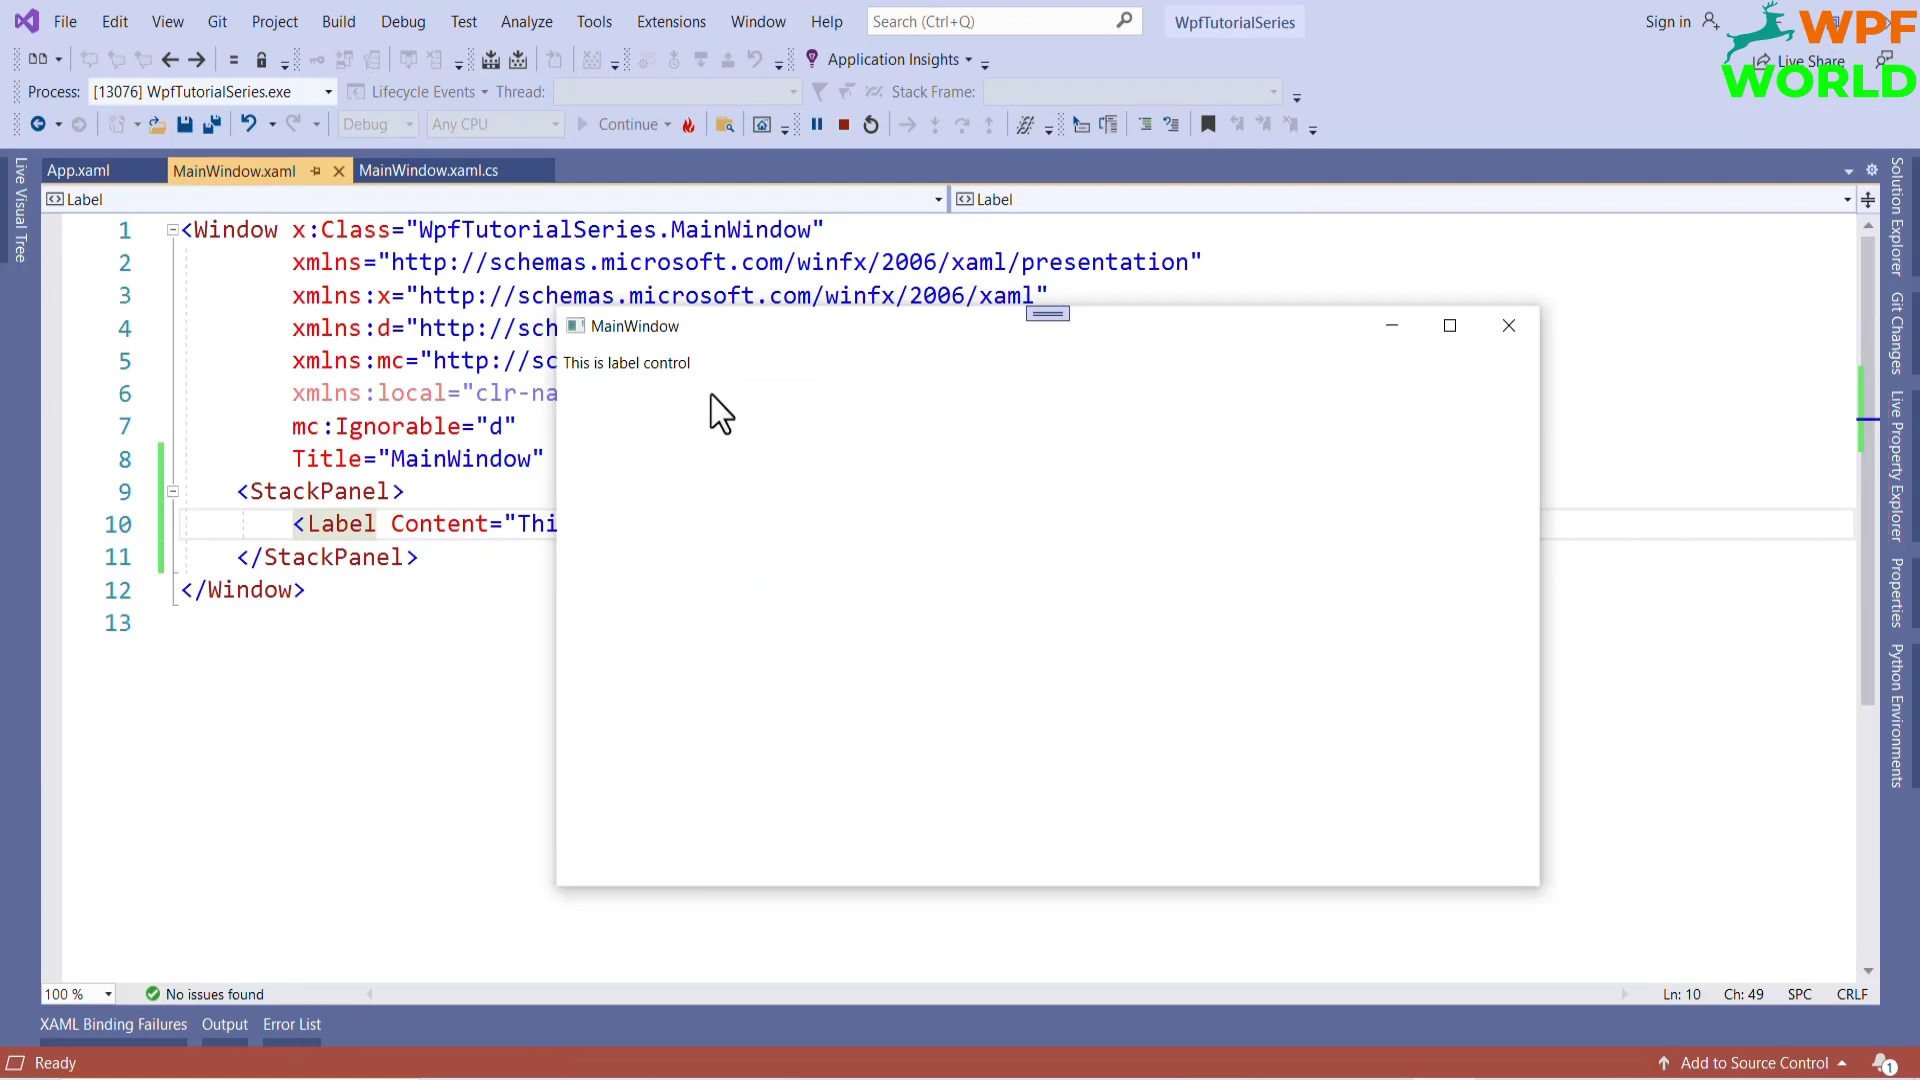 File Edit View Git Project Build Debug Test Analyze Tools Extensions Window Help Search (Ctrl+Q) WpfTutorialSeries Sign in
WPF
WORLD
Application Insights Live Share
Process: [13076] WpfTutorialSeries.exe Lifecycle Events Thread: Stack Frame:
Debug Any CPU Continue
App.xaml MainWindow.xaml MainWindow.xaml.cs
Label Label
1 <Window x:Class="WpfTutorialSeries.MainWindow"
2 xmlns="http://schemas.microsoft.com/winfx/2006/xaml/presentation"
3 xmlns:x="http://schemas.microsoft.com/winfx/2006/xaml"
4 xmlns:d="http://sch
5 xmlns:mc="http://sc
6 xmlns:local="clr-na
7 mc:Ignorable="d"
8 Title="MainWindow"
9 <StackPanel>
10 <Label Content="Thi
11 </StackPanel>
12 </Window>
13
MainWindow
This is label control
Live Visual Tree
Solution Explorer
Git Changes
Live Property Explorer
Properties
Python Environments
100 % No issues found Ln: 10 Ch: 49 SPC CRLF
XAML Binding Failures Output Error List
Ready Add to Source Control 1